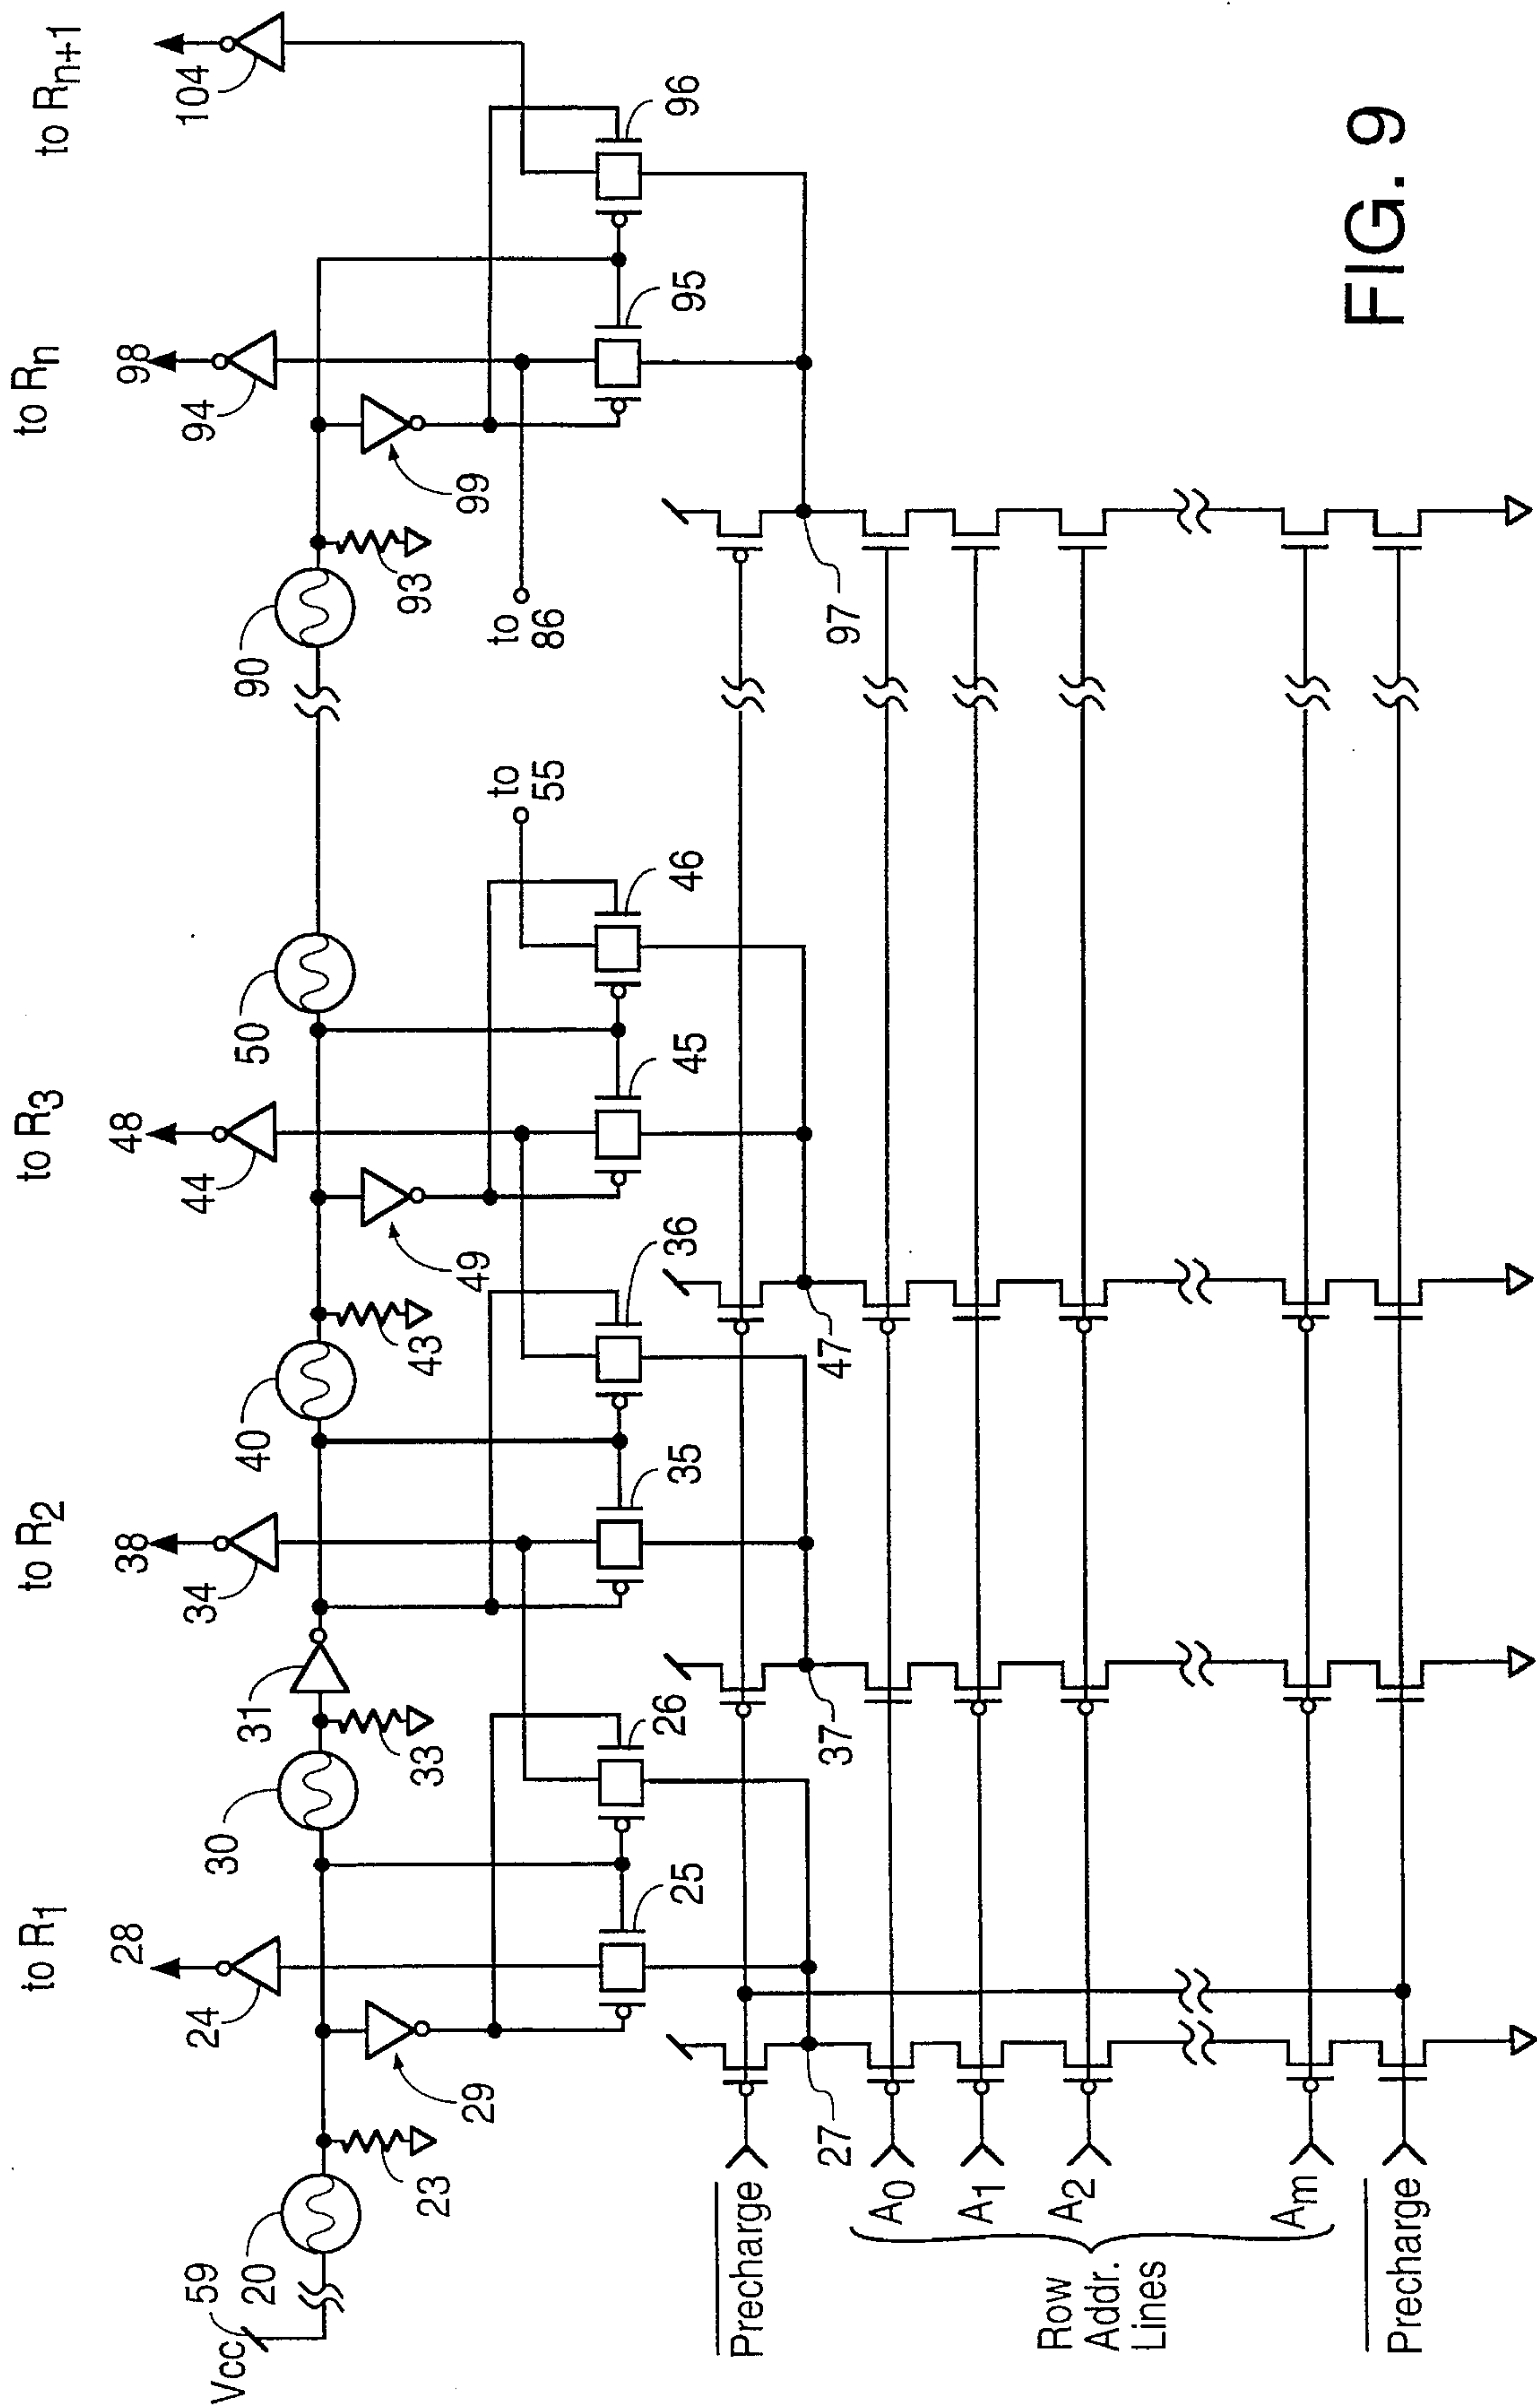 to R1
to R2
to R3
to Rn
to Rn+1
28
38
48
98
24
34
44
94
104
Vcc
59
20
30
31
40
50
90
23
29
33
43
49
93
99
25
26
35
36
45
46
95
96
to
55
to
86
27
37
47
97
Precharge
A0
A1
A2
Am
Row
Addr.
Lines
Precharge
FIG. 9